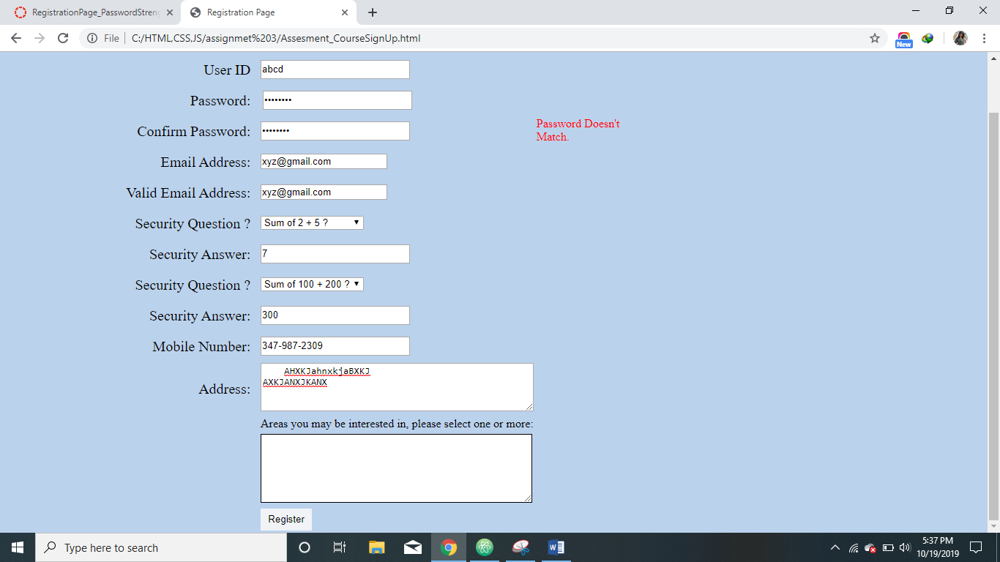 RegistrationPage_PasswordStren
Registration Page
File
C:/HTML,CSS,JS/assignmet%203/Assesment_CourseSignUp.html
New
User ID abcd
Password: ••••••••
Confirm Password: •••••••• Password Doesn't
Match.
Email Address: xyz@gmail.com
Valid Email Address: xyz@gmail.com
Security Question ? Sum of 2 + 5 ?
Security Answer: 7
Security Question ? Sum of 100 + 200 ?
Security Answer: 300
Mobile Number: 347-987-2309
AHXKJahnxkjaBXKJ
AXKJANXJKANX
Address:
Areas you may be interested in, please select one or more:
Register
Type here to search
5:37 PM
10/19/2019